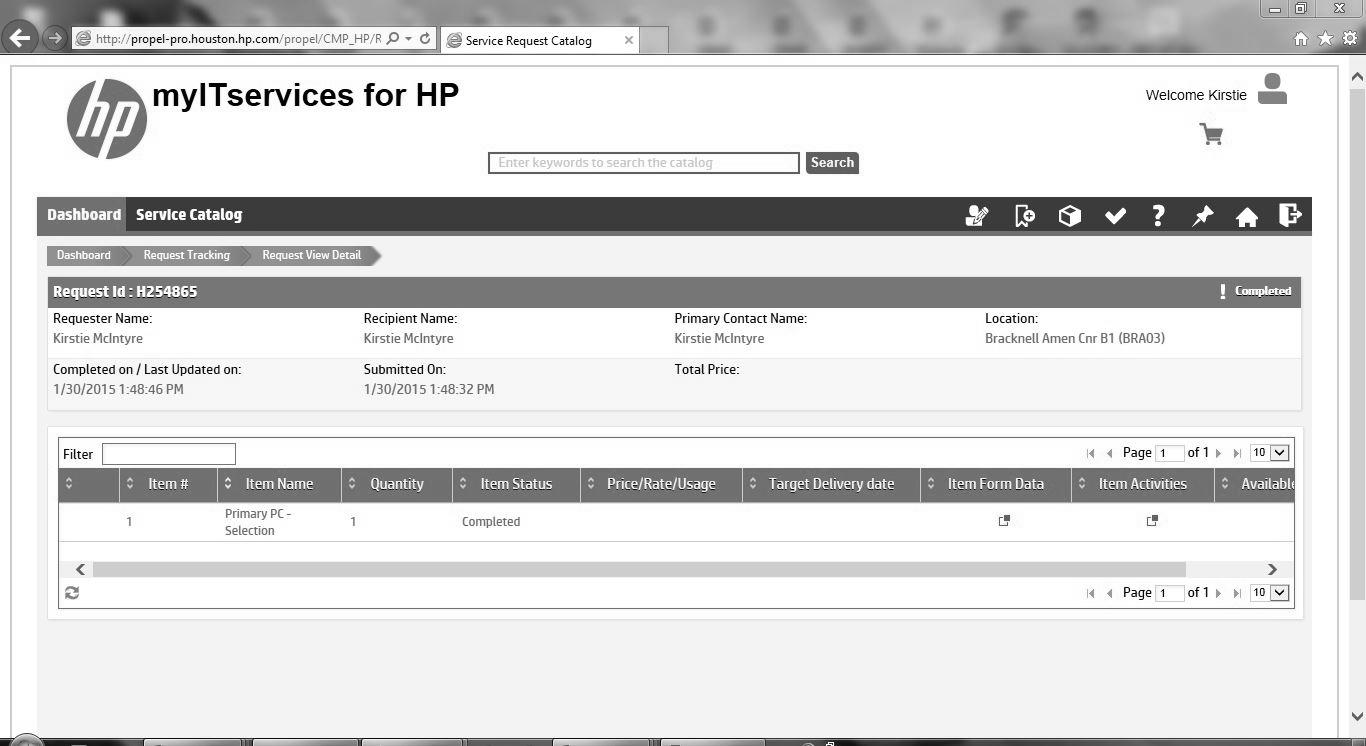 http://propel-pro.houston.hp.com/propel/CMP_HP/R
Service Request Catalog
hp
myITservices for HP
Welcome Kirstie
Enter keywords to search the catalog
Search
Dashboard Service Catalog
Dashboard Request Tracking Request View Detail
Request Id : H254865 ! Completed
Requester Name: Recipient Name: Primary Contact Name: Location:
Kirstie McIntyre Kirstie McIntyre Kirstie McIntyre Bracknell Amen Cnr B1 (BRA03)
Completed on / Last Updated on: Submitted On: Total Price:
1/30/2015 1:48:46 PM 1/30/2015 1:48:32 PM
Filter Page 1 of 1 10
Item # Item Name Quantity Item Status Price/Rate/Usage Target Delivery date Item Form Data Item Activities Available
1 Primary PC - Selection 1 Completed
Page 1 of 1 10